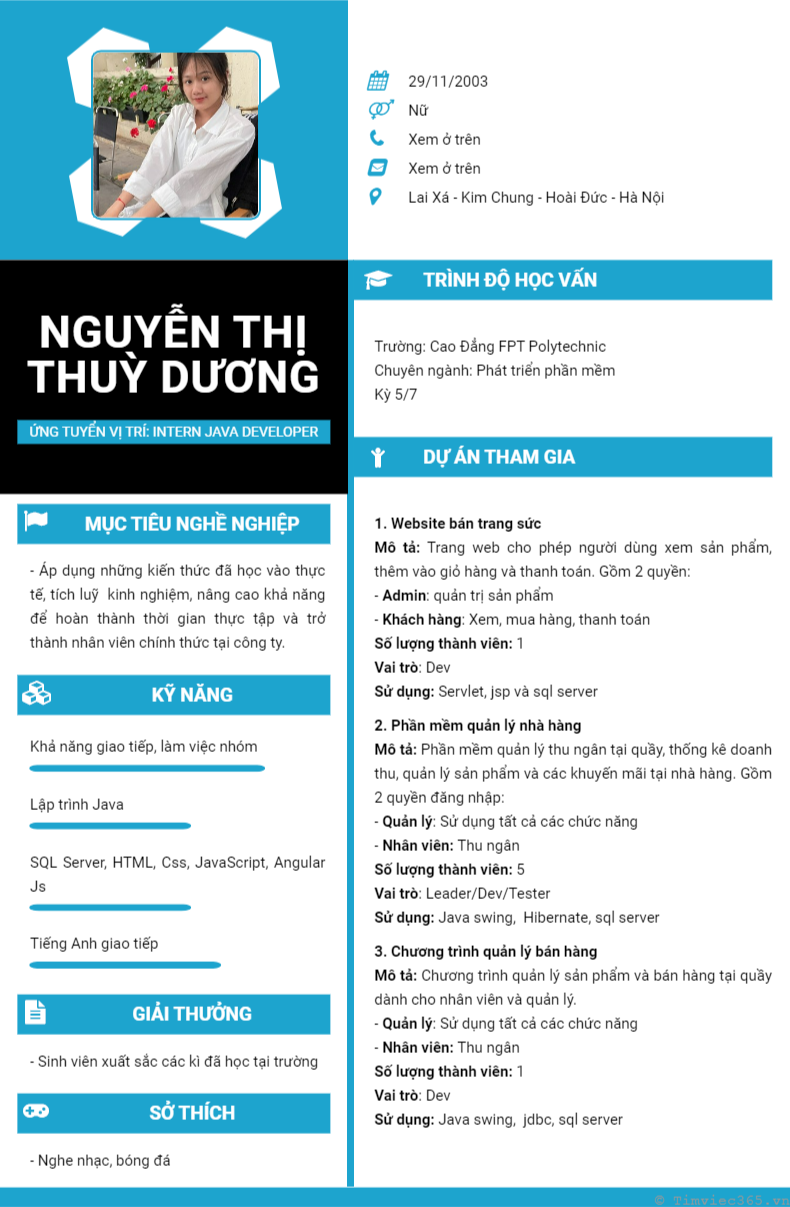 29/11/2003
Nữ
Xem ở trên
Xem ở trên
Lai Xá - Kim Chung - Hoài Đức - Hà Nội
NGUYỄN THỊ
THUỲ DƯƠNG
ỨNG TUYỂN VỊ TRÍ: INTERN JAVA DEVELOPER
MỤC TIÊU NGHỀ NGHIỆP
- Áp dụng những kiến thức đã học vào thực
tế, tích luỹ kinh nghiệm, nâng cao khả năng
để hoàn thành thời gian thực tập và trở
thành nhân viên chính thức tại công ty.
KỸ NĂNG
Khả năng giao tiếp, làm việc nhóm
Lập trình Java
SQL Server, HTML, Css, JavaScript, Angular
Js
Tiếng Anh giao tiếp
GIẢI THƯỞNG
- Sinh viên xuất sắc các kì đã học tại trường
SỞ THÍCH
- Nghe nhạc, bóng đá
TRÌNH ĐỘ HỌC VẤN
Trường: Cao Đẳng FPT Polytechnic
Chuyên ngành: Phát triển phần mềm
Kỳ 5/7
DỰ ÁN THAM GIA
1. Website bán trang sức
Mô tả: Trang web cho phép người dùng xem sản phẩm,
thêm vào giỏ hàng và thanh toán. Gồm 2 quyền:
- Admin: quản trị sản phẩm
- Khách hàng: Xem, mua hàng, thanh toán
Số lượng thành viên: 1
Vai trò: Dev
Sử dụng: Servlet, jsp và sql server
2. Phần mềm quản lý nhà hàng
Mô tả: Phần mềm quản lý thu ngân tại quầy, thống kê doanh
thu, quản lý sản phẩm và các khuyến mãi tại nhà hàng. Gồm
2 quyền đăng nhập:
- Quản lý: Sử dụng tất cả các chức năng
- Nhân viên: Thu ngân
Số lượng thành viên: 5
Vai trò: Leader/Dev/Tester
Sử dụng: Java swing, Hibernate, sql server
3. Chương trình quản lý bán hàng
Mô tả: Chương trình quản lý sản phẩm và bán hàng tại quầy
dành cho nhân viên và quản lý.
- Quản lý: Sử dụng tất cả các chức năng
- Nhân viên: Thu ngân
Số lượng thành viên: 1
Vai trò: Dev
Sử dụng: Java swing, jdbc, sql server
© Timviec365.vn